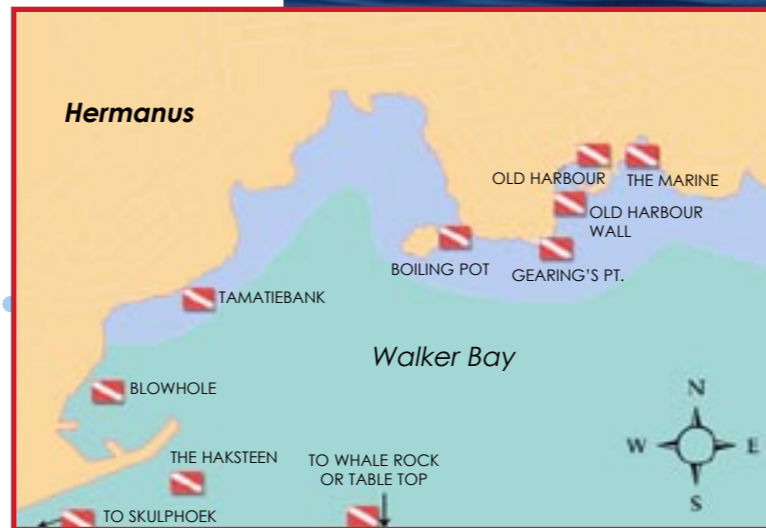 Hermanus
OLD HARBOUR
THE MARINE
OLD HARBOUR
WALL
BOILING POT
GEARING'S PT.
TAMATIEBANK
Walker Bay
BLOWHOLE
N
W
E
S
THE HAKSTEEN
TO WHALE ROCK
OR TABLE TOP
TO SKULPHOEK